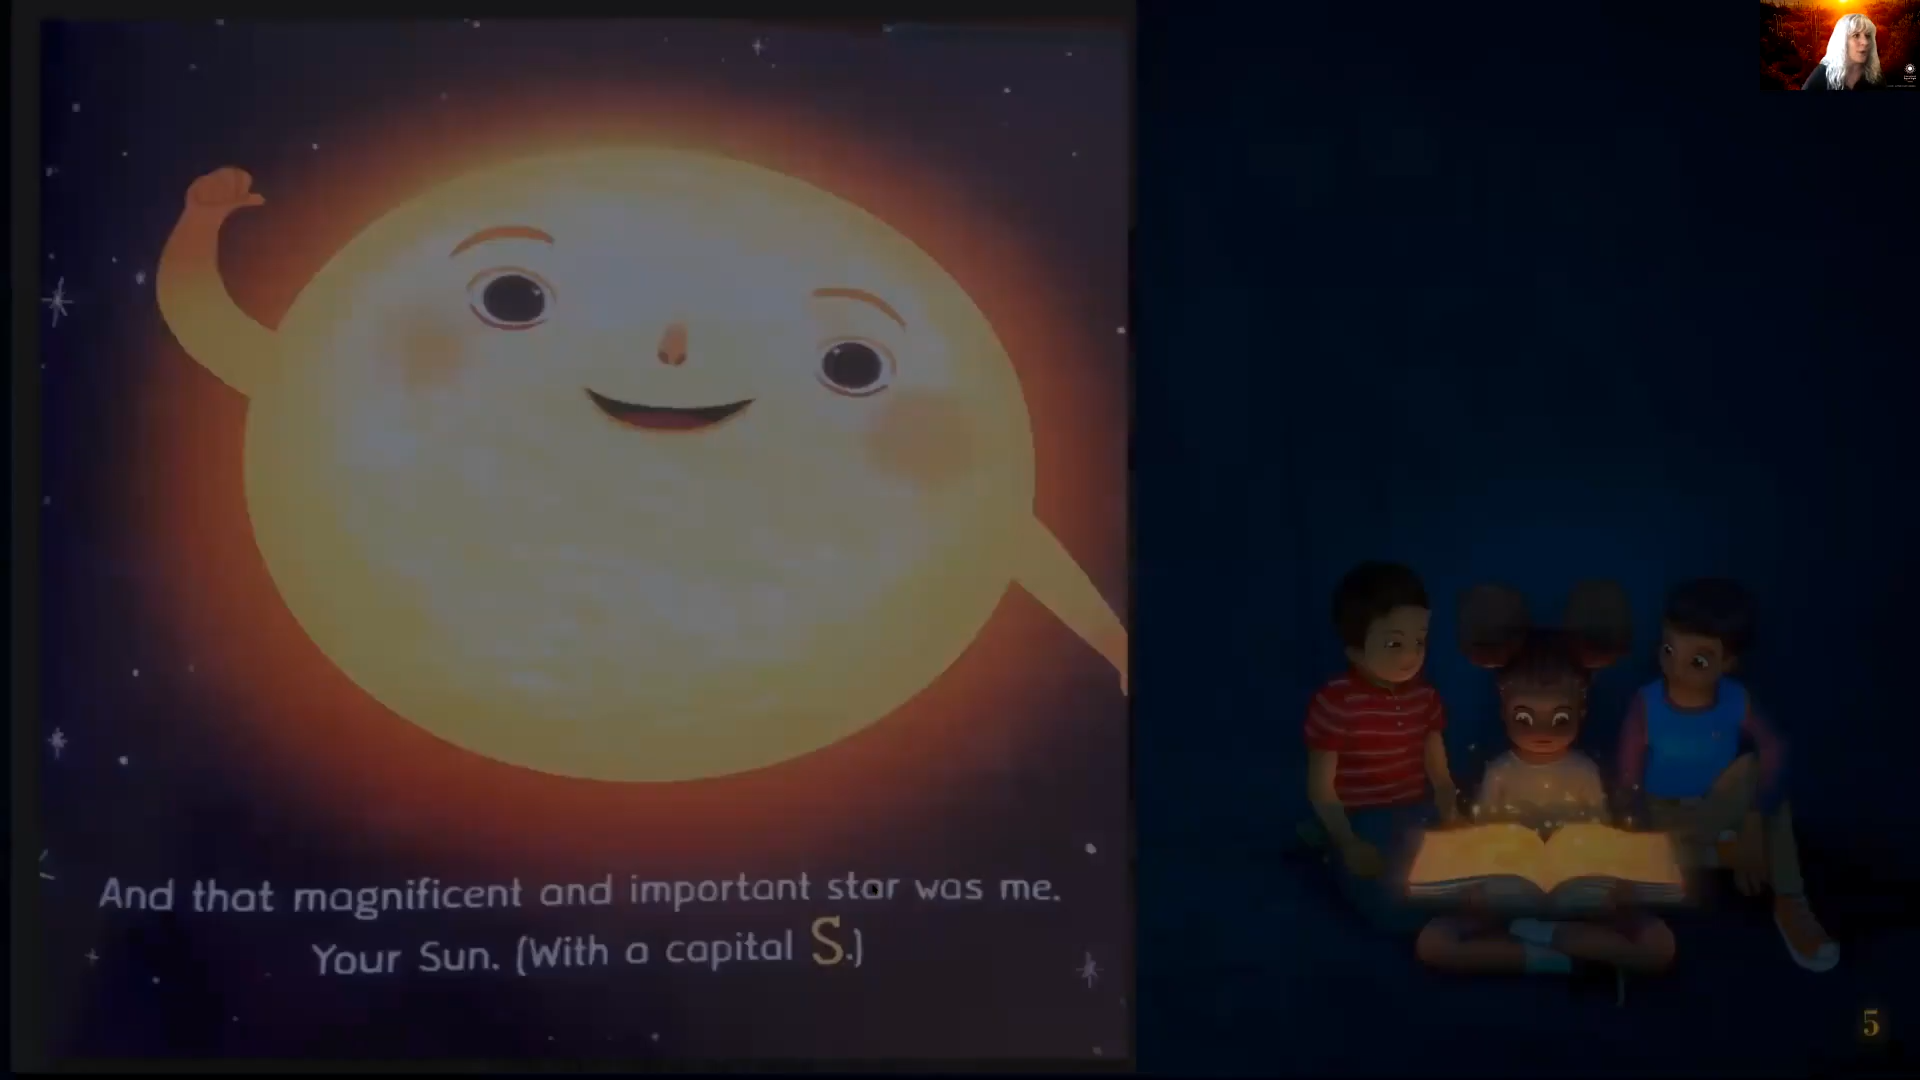 And that magnificent and important star was me.
Your Sun. (With a capital S.)
5